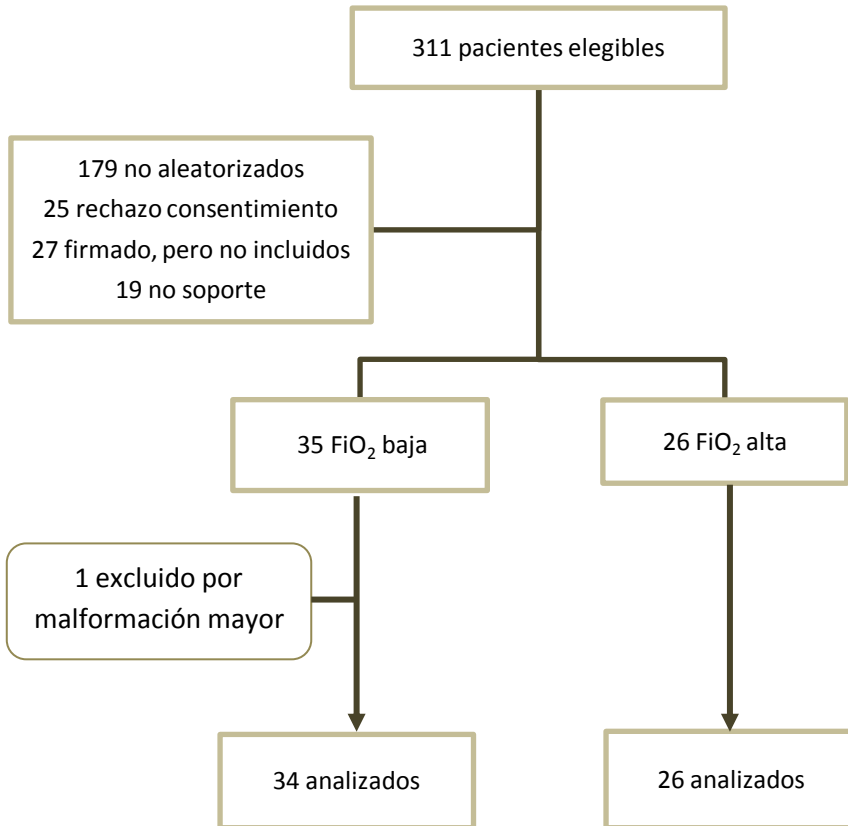 311 pacientes elegibles
179 no aleatorizados
25 rechazo consentimiento
27 firmado, pero no incluidos
19 no soporte
35 FiO₂ baja
26 FiO₂ alta
1 excluido por
malformación mayor
34 analizados
26 analizados